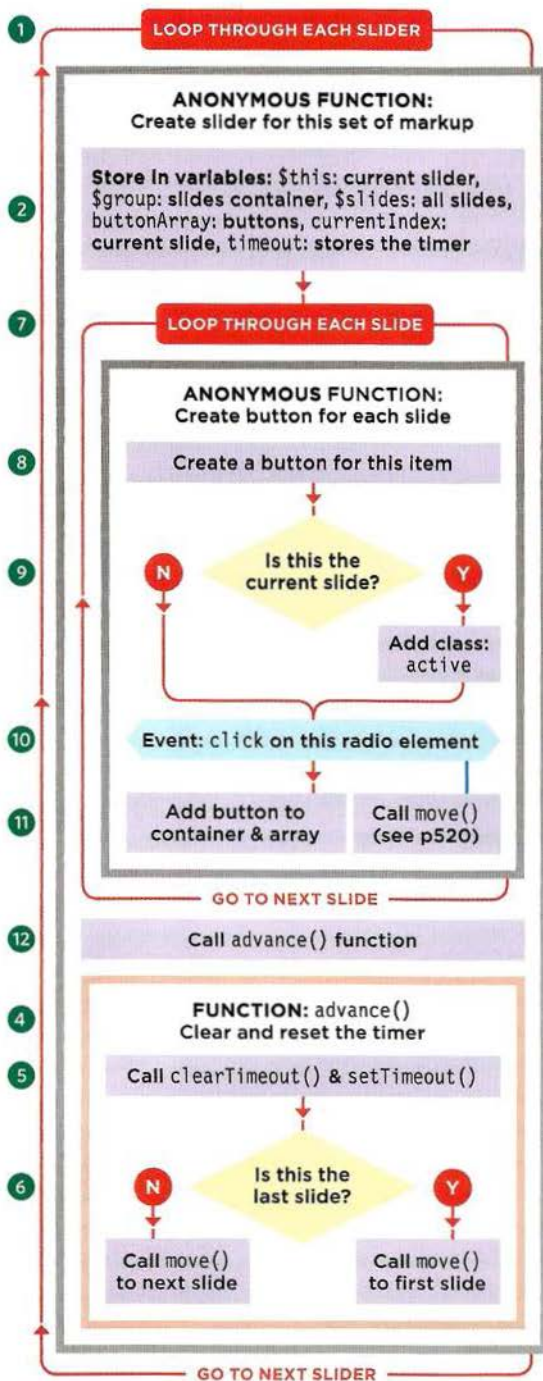 1
LOOP THROUGH EACH SLIDER
ANONYMOUS FUNCTION:
Create slider for this set of markup
2
Store in variables: $this: current slider,
$group: slides container, $slides: all slides,
buttonArray: buttons, currentIndex:
current slide, timeout: stores the timer
7
LOOP THROUGH EACH SLIDE
ANONYMOUS FUNCTION:
Create button for each slide
8
Create a button for this item
9
N
Is this the
current slide?
Y
Add class:
active
10
Event: click on this radio element
11
Add button to
container & array
Call move()
(see p520)
GO TO NEXT SLIDE
12
Call advance() function
4
FUNCTION: advance()
Clear and reset the timer
5
Call clearTimeout() & setTimeout()
6
N
Is this the
last slide?
Y
Call move()
to next slide
Call move()
to first slide
GO TO NEXT SLIDER